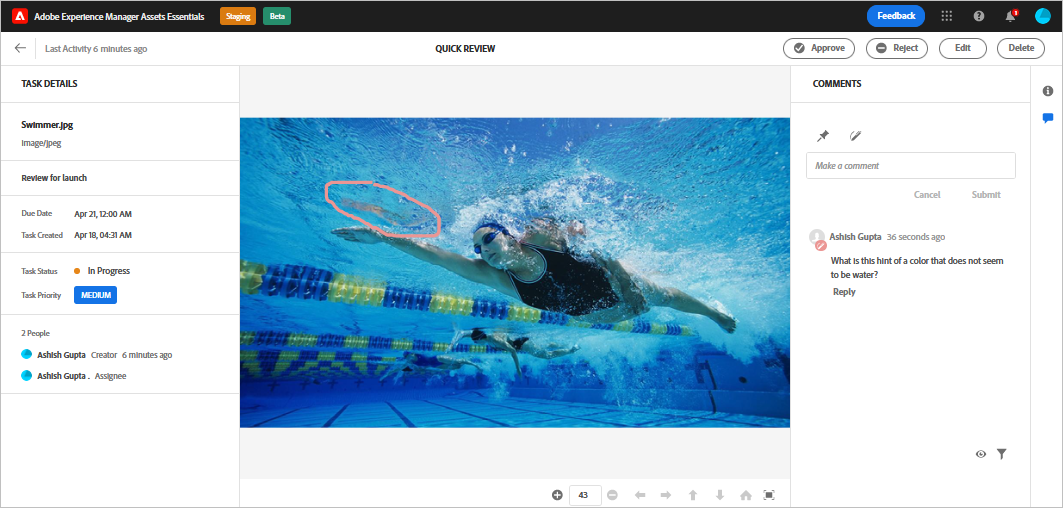 Adobe Experience Manager Assets Essentials Staging Beta Feedback 1
Last Activity 6 minutes ago QUICK REVIEW Approve Reject Edit Delete
TASK DETAILS
Swimmer.jpg
image/jpeg
Review for launch
Due Date Apr 21, 12:00 AM
Task Created Apr 18, 04:31 AM
Task Status In Progress
Task Priority MEDIUM
2 People
Ashish Gupta Creator 6 minutes ago
Ashish Gupta . Assignee
43
COMMENTS
Make a comment
Cancel Submit
Ashish Gupta 36 seconds ago
What is this hint of a color that does not seem
to be water?
Reply